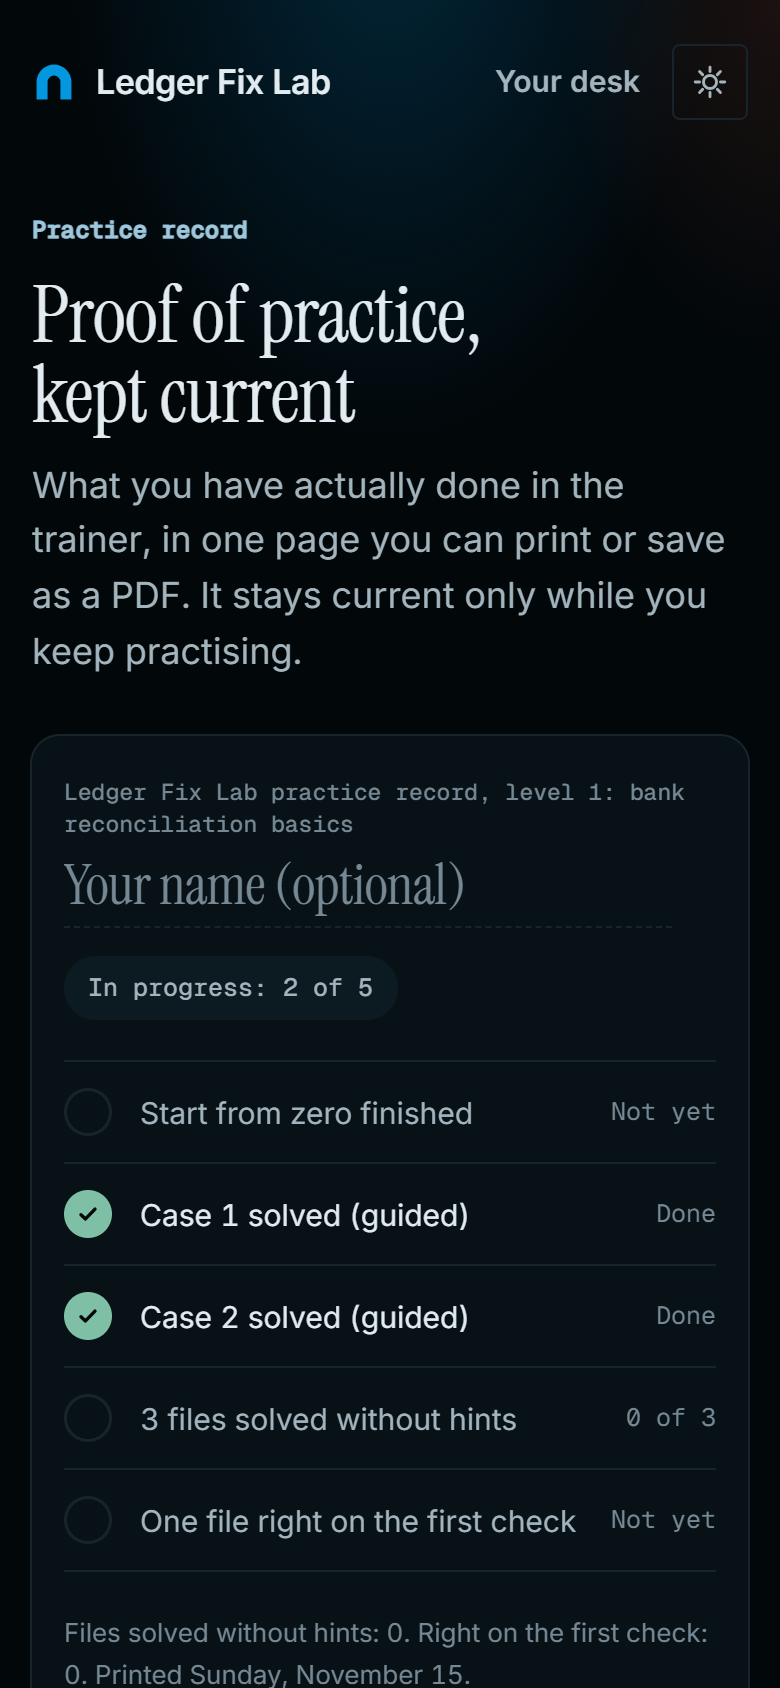 Ledger Fix Lab
Your desk
Practice record
Proof of practice,
kept current
What you have actually done in the
trainer, in one page you can print or save
as a PDF. It stays current only while you
keep practising.
Ledger Fix Lab practice record, level 1: bank
reconciliation basics
Your name (optional)
In progress: 2 of 5
Start from zero finished Not yet
Case 1 solved (guided) Done
Case 2 solved (guided) Done
3 files solved without hints 0 of 3
One file right on the first check Not yet
Files solved without hints: 0. Right on the first check:
0. Printed Sunday, November 15.